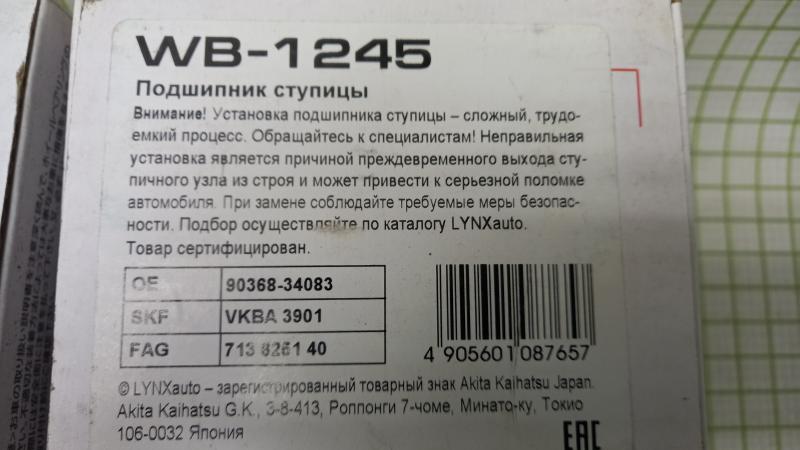 WB-1245
Подшипник ступицы
Внимание! Установка подшипника ступицы – сложный, трудо-
емкий процесс. Обращайтесь к специалистам! Неправильная
установка является причиной преждевременного выхода сту-
пичного узла из строя и может привести к серьезной поломке
автомобиля. При замене соблюдайте требуемые меры безопас-
ности. Подбор осуществляйте по каталогу LYNXauto.
Товар сертифицирован.
OE 90368-34083
SKF VKBA 3901
FAG 713 6261 40
4 905601 087657
© LYNXauto – зарегистрированный товарный знак Akita Kaihatsu Japan.
Akita Kaihatsu G.K., 3-8-413, Роппонги 7-чоме, Минато-ку, Токио
106-0032 Япония
EAC